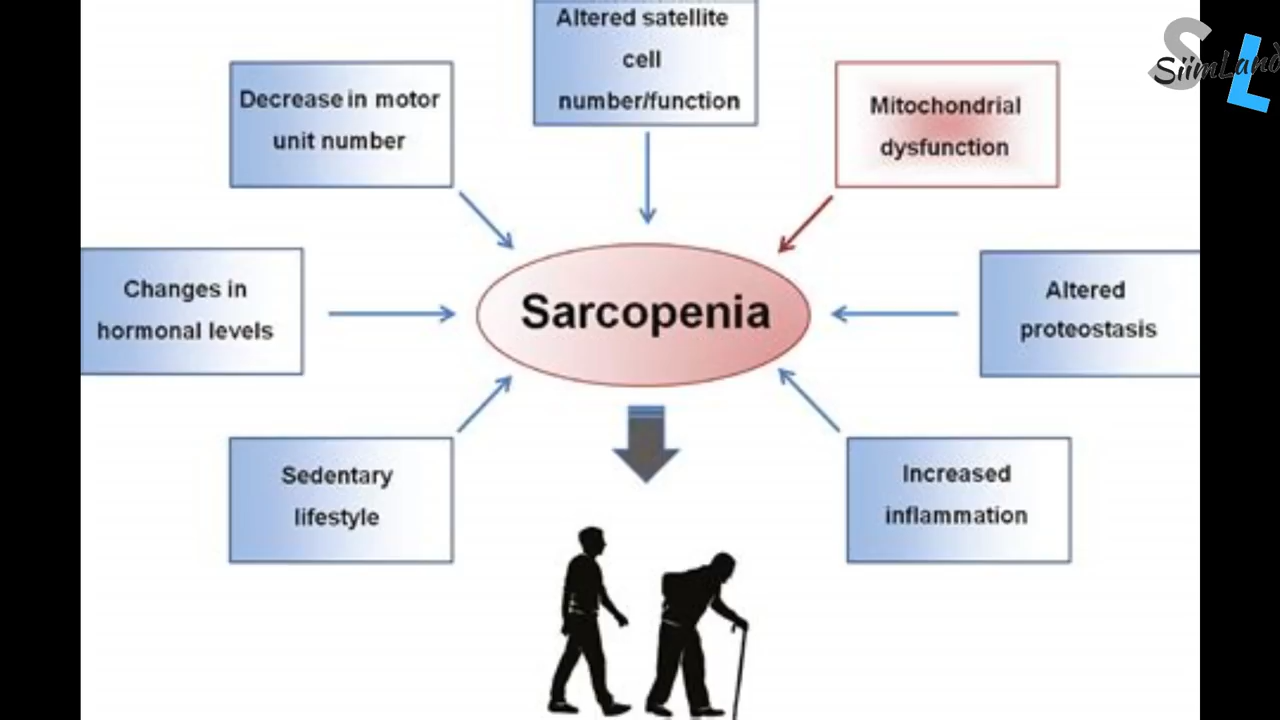 Altered satellite
cell
number/function
Decrease in motor
unit number
Mitochondrial
dysfunction
Changes in
hormonal levels
Sarcopenia
Altered
proteostasis
Sedentary
lifestyle
Increased
inflammation
SL
SiimLand